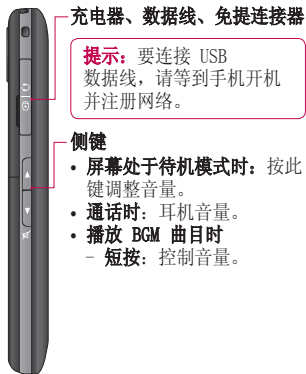 充电器、数据线、免提连接器
提示：要连接 USB
数据线，请等到手机开机
并注册网络。
侧键
• 屏幕处于待机模式时：按此
键调整音量。
• 通话时：耳机音量。
• 播放 BGM 曲目时
- 短按：控制音量。